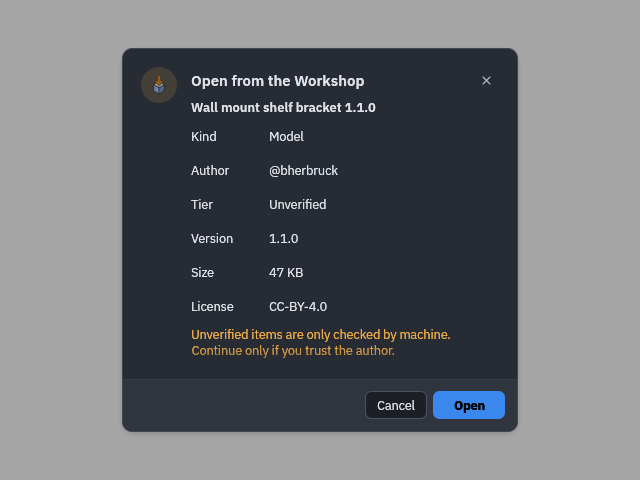 Open from the Workshop
Wall mount shelf bracket 1.1.0
Kind Model
Author @bherbruck
Tier Unverified
Version 1.1.0
Size 47 KB
License CC-BY-4.0
Unverified items are only checked by machine.
Continue only if you trust the author.
Cancel Open